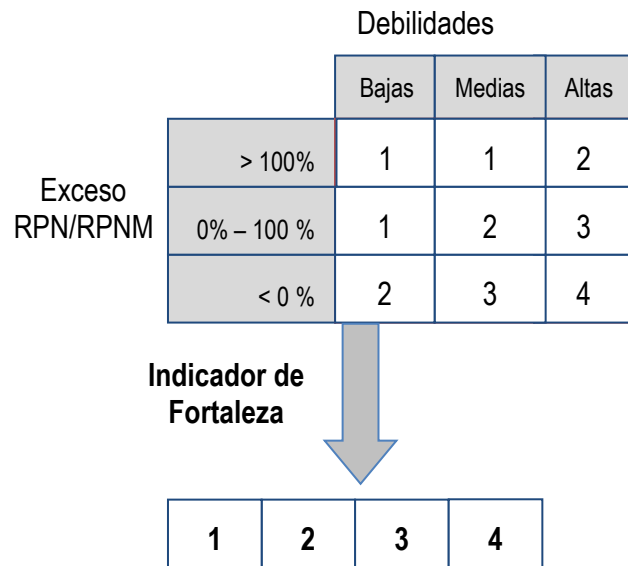 Debilidades
Bajas Medias Altas
Exceso
RPN/RPNM
> 100% 1 1 2
0% – 100 % 1 2 3
< 0 % 2 3 4
Indicador de
Fortaleza
1 2 3 4